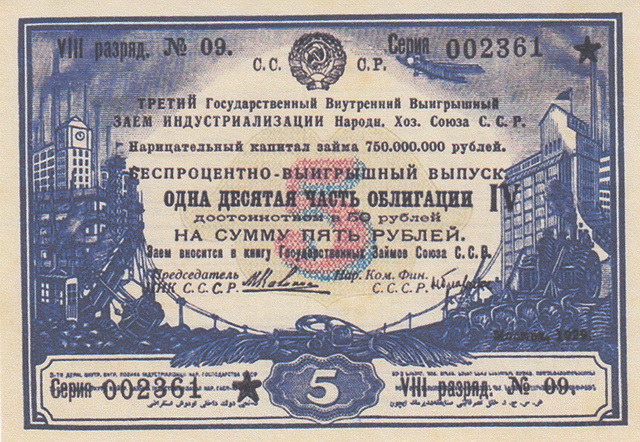 VIII разряд. № 09. Серия 002361
С. С. С. Р.
ТРЕТИЙ Государственный Внутренний Выигрышный
ЗАЕМ ИНДУСТРИАЛИЗАЦИИ Народн. Хоз. Союза С. С. Р.
Нарицательный капитал займа 750.000.000 рублей.
БЕСПРОЦЕНТНО-ВЫИГРЫШНЫЙ ВЫПУСК
ОДНА ДЕСЯТАЯ ЧАСТЬ ОБЛИГАЦИИ IV
достоинством в 50 рублей
НА СУММУ ПЯТЬ РУБЛЕЙ.
Заем вносится в книгу Государственных Займов Союза С. С. Р.
Председатель Нар. Ком. Фин.
ЦИК С. С. С. Р. С. С. С. Р.
5
Москва, 1929
Серия 002361 5 VIII разряд. № 09.